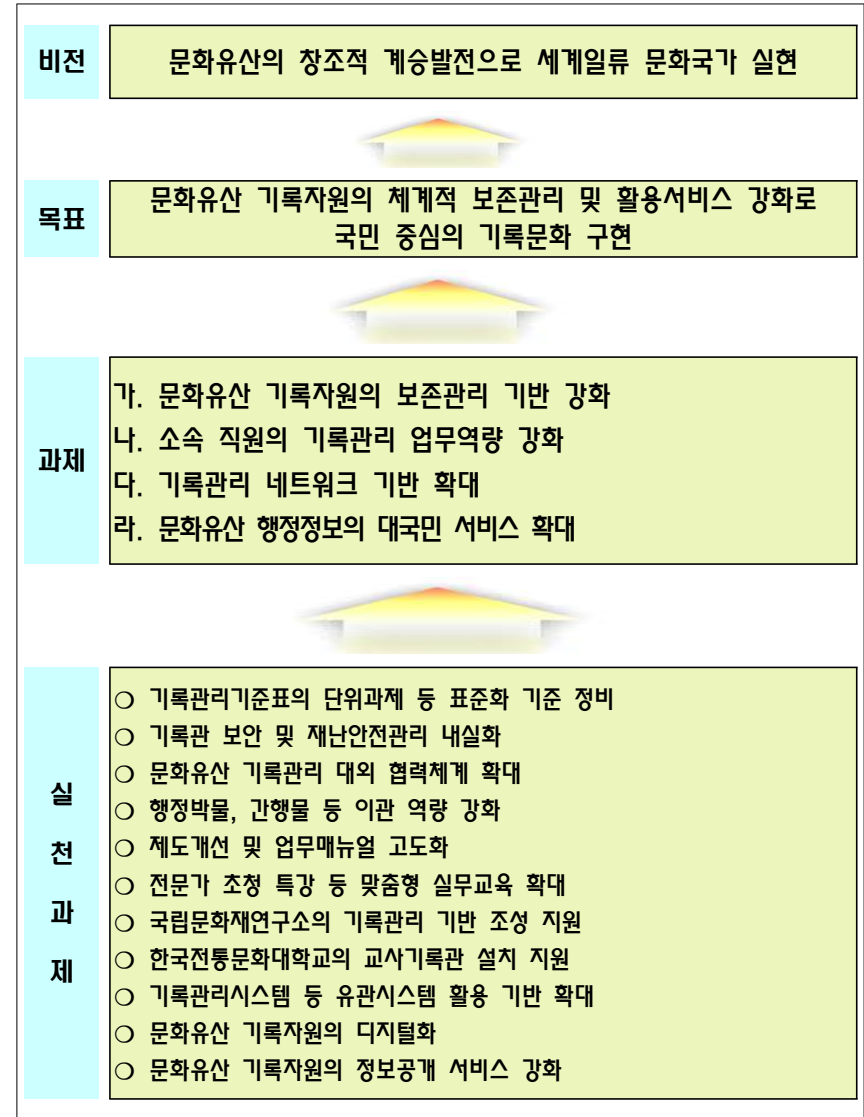 비전
문화유산의 창조적 계승발전으로 세계일류 문화국가 실현
목표
문화유산 기록자원의 체계적 보존관리 및 활용서비스 강화로
국민 중심의 기록문화 구현
과제
가. 문화유산 기록자원의 보존관리 기반 강화
나. 소속 직원의 기록관리 업무역량 강화
다. 기록관리 네트워크 기반 확대
라. 문화유산 행정정보의 대국민 서비스 확대
실
천
과
제
❍ 기록관리기준표의 단위과제 등 표준화 기준 정비
❍ 기록관 보안 및 재난안전관리 내실화
❍ 문화유산 기록관리 대외 협력체계 확대
❍ 행정박물, 간행물 등 이관 역량 강화
❍ 제도개선 및 업무매뉴얼 고도화
❍ 전문가 초청 특강 등 맞춤형 실무교육 확대
❍ 국립문화재연구소의 기록관리 기반 조성 지원
❍ 한국전통문화대학교의 교사기록관 설치 지원
❍ 기록관리시스템 등 유관시스템 활용 기반 확대
❍ 문화유산 기록자원의 디지털화
❍ 문화유산 기록자원의 정보공개 서비스 강화